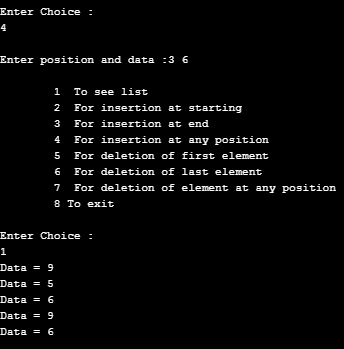 Enter Choice :
4
Enter position and data :3 6
1 To see list
2 For insertion at starting
3 For insertion at end
4 For insertion at any position
5 For deletion of first element
6 For deletion of last element
7 For deletion of element at any position
8 To exit
Enter Choice :
1
Data = 9
Data = 5
Data = 6
Data = 9
Data = 6